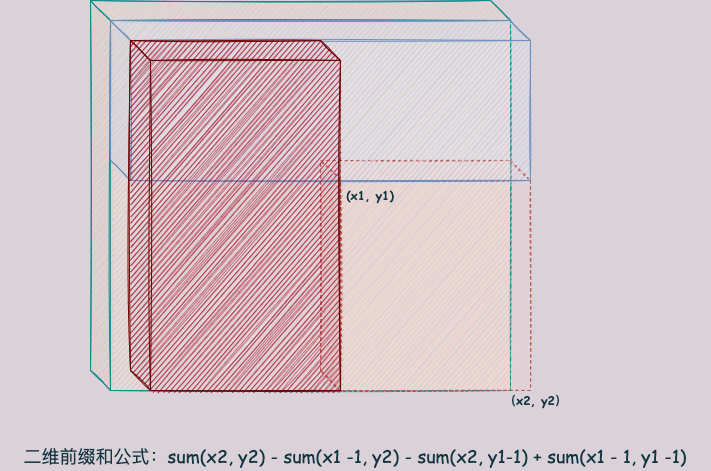 (x1, y1)
(x2, y2)
二维前缀和公式：sum(x2, y2) - sum(x1 -1, y2) - sum(x2, y1-1) + sum(x1 - 1, y1 -1)